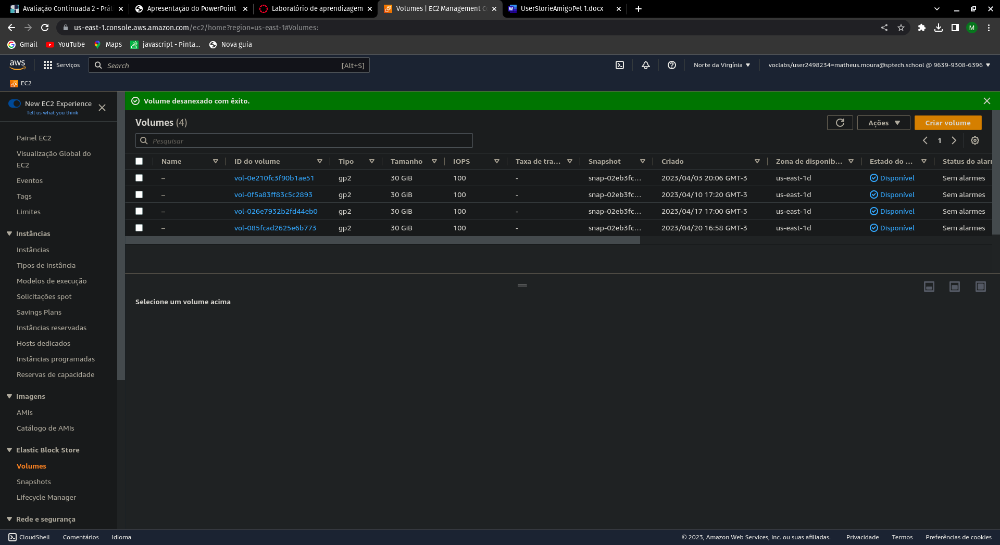 Avaliação Continuada 2 - Prát
Apresentação do PowerPoint
Laboratório de aprendizagem
Volumes | EC2 Management C
UserStorieAmigoPet 1.docx
us-east-1.console.aws.amazon.com/ec2/home?region=us-east-1#Volumes:
M
Gmail
YouTube
Maps
javascript - Pinta...
Nova guia
aws
Serviços
Search
[Alt+S]
Norte da Virgínia
voclabs/user2498234=matheus.moura@sptech.school @ 9639-9308-6396
EC2
New EC2 Experience
Tell us what you think
Painel EC2
Visualização Global do
EC2
Eventos
Tags
Limites
Instâncias
Instâncias
Tipos de instância
Modelos de execução
Solicitações spot
Savings Plans
Instâncias reservadas
Hosts dedicados
Instâncias programadas
Reservas de capacidade
Imagens
AMIs
Catálogo de AMIs
Elastic Block Store
Volumes
Snapshots
Lifecycle Manager
Rede e segurança
Volume desanexado com êxito.
Volumes (4)
Ações
Criar volume
Pesquisar
1
Name ID do volume Tipo Tamanho IOPS Taxa de tra... Snapshot Criado Zona de disponib... Estado do ... Status do alarm
– vol-0e210fc3f90b1ae51 gp2 30 GiB 100 - snap-02eb3fc... 2023/04/03 20:06 GMT-3 us-east-1d Disponível Sem alarmes
– vol-0f5a83ff83c5c2893 gp2 30 GiB 100 - snap-02eb3fc... 2023/04/10 17:20 GMT-3 us-east-1d Disponível Sem alarmes
– vol-026e7932b2fd44eb0 gp2 30 GiB 100 - snap-02eb3fc... 2023/04/17 17:00 GMT-3 us-east-1d Disponível Sem alarmes
– vol-085fcad2625e6b773 gp2 30 GiB 100 - snap-02eb3fc... 2023/04/20 16:58 GMT-3 us-east-1d Disponível Sem alarmes
Selecione um volume acima
CloudShell
Comentários
Idioma
© 2023, Amazon Web Services, Inc. ou suas afiliadas.
Privacidade
Termos
Preferências de cookies